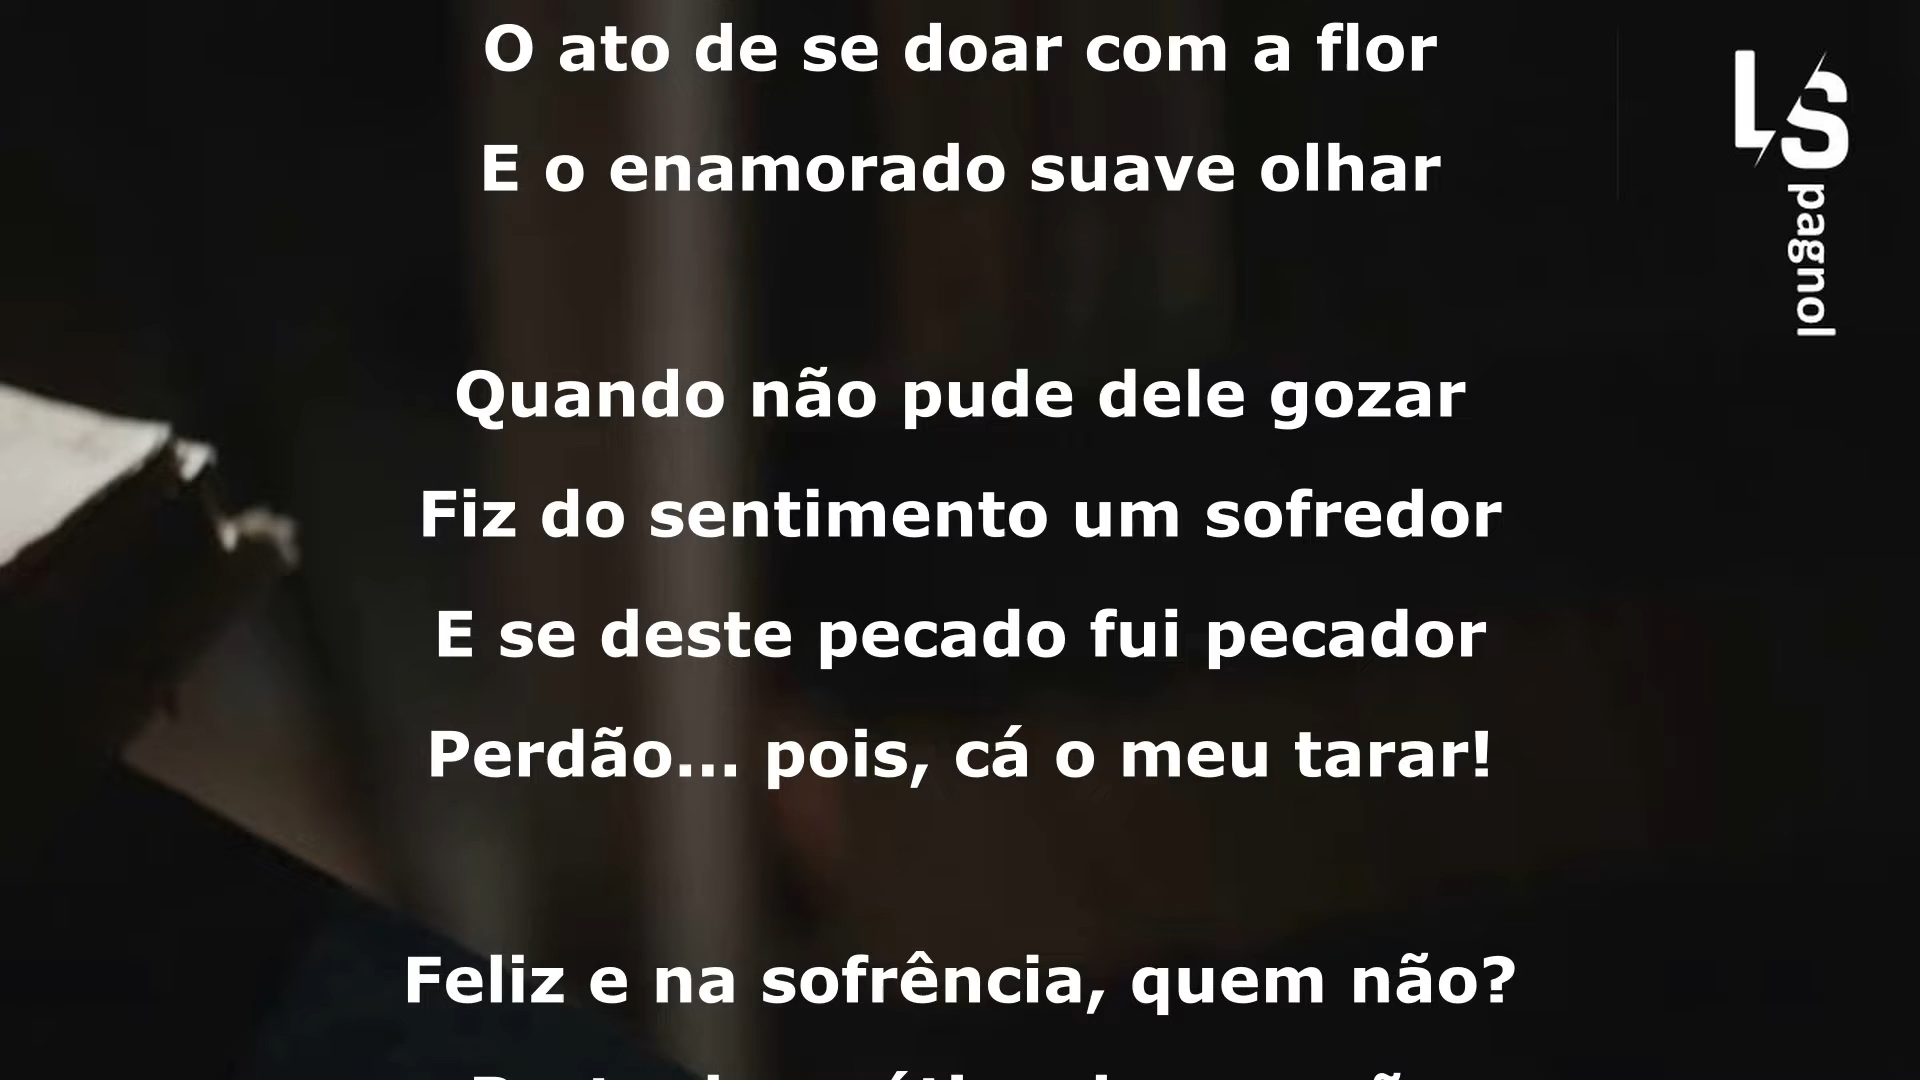 O ato de se doar com a flor
E o enamorado suave olhar
Quando não pude dele gozar
Fiz do sentimento um sofredor
E se deste pecado fui pecador
Perdão... pois, cá o meu tarar!
Feliz e na sofrência, quem não?
LS
pagnol